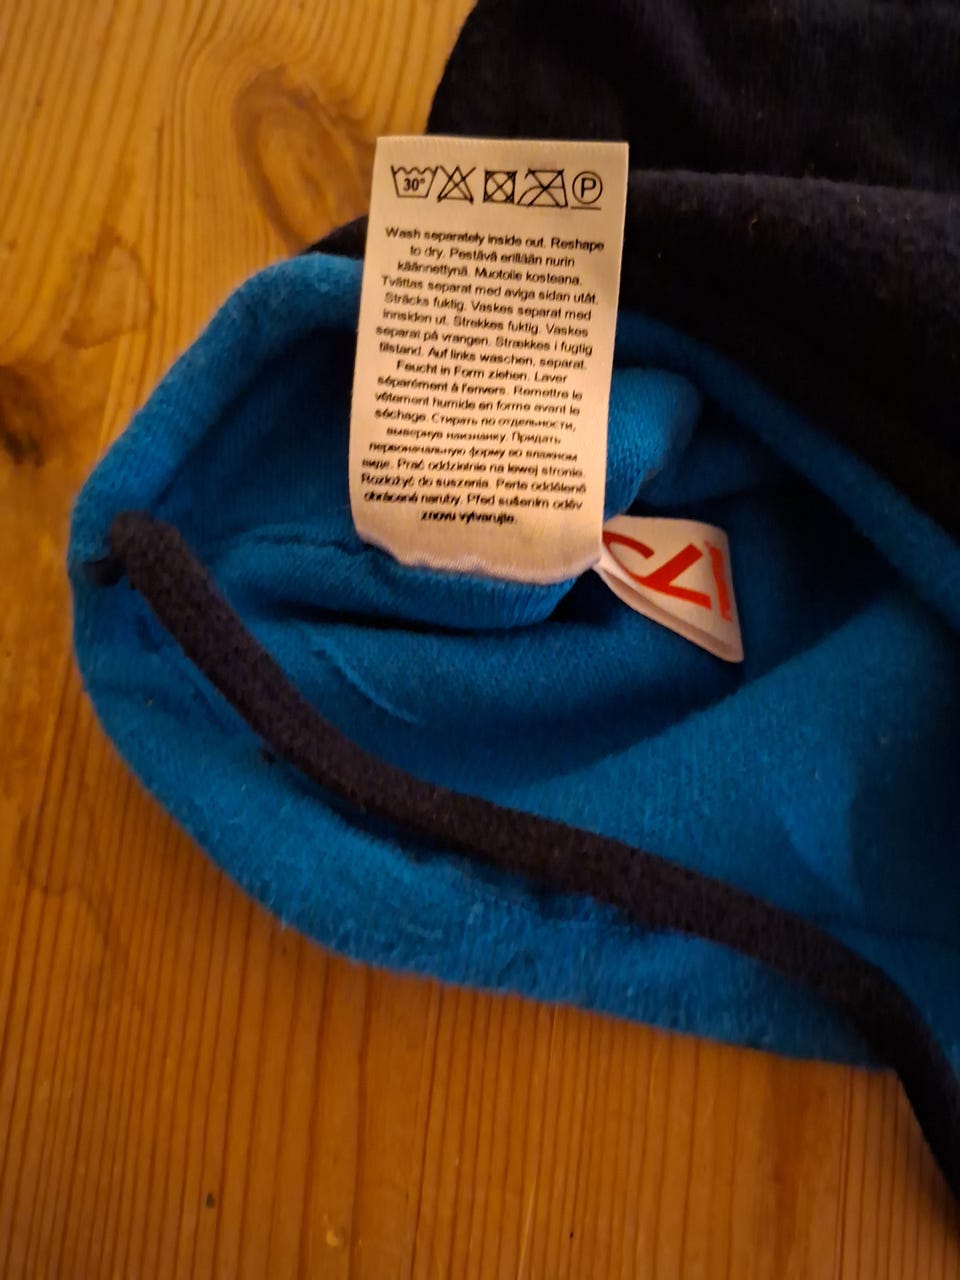 30°
P
Wash separately inside out. Reshape
to dry. Pestävä erillään nurin
käännettynä. Muotoile kosteana.
Tvättas separat med aviga sidan utåt.
Sträcks fuktig. Vaskes separat med
innsiden ut. Strekkes fuktig. Vaskes
separat på vrangen. Strækkes i fugtig
tilstand. Auf links waschen, separat.
Feucht in Form ziehen. Laver
séparément à l'envers. Remettre le
vêtement humide en forme avant le
séchage. Стирать по отдельности,
вывернув наизнанку. Придать
первоначальную форму во влажном
виде. Prać oddzielnie na lewej stronie.
Rozłożyć do suszenia. Perte odděleně
obrácené naruby. Před sušením oděv
znovu vytvarujte.